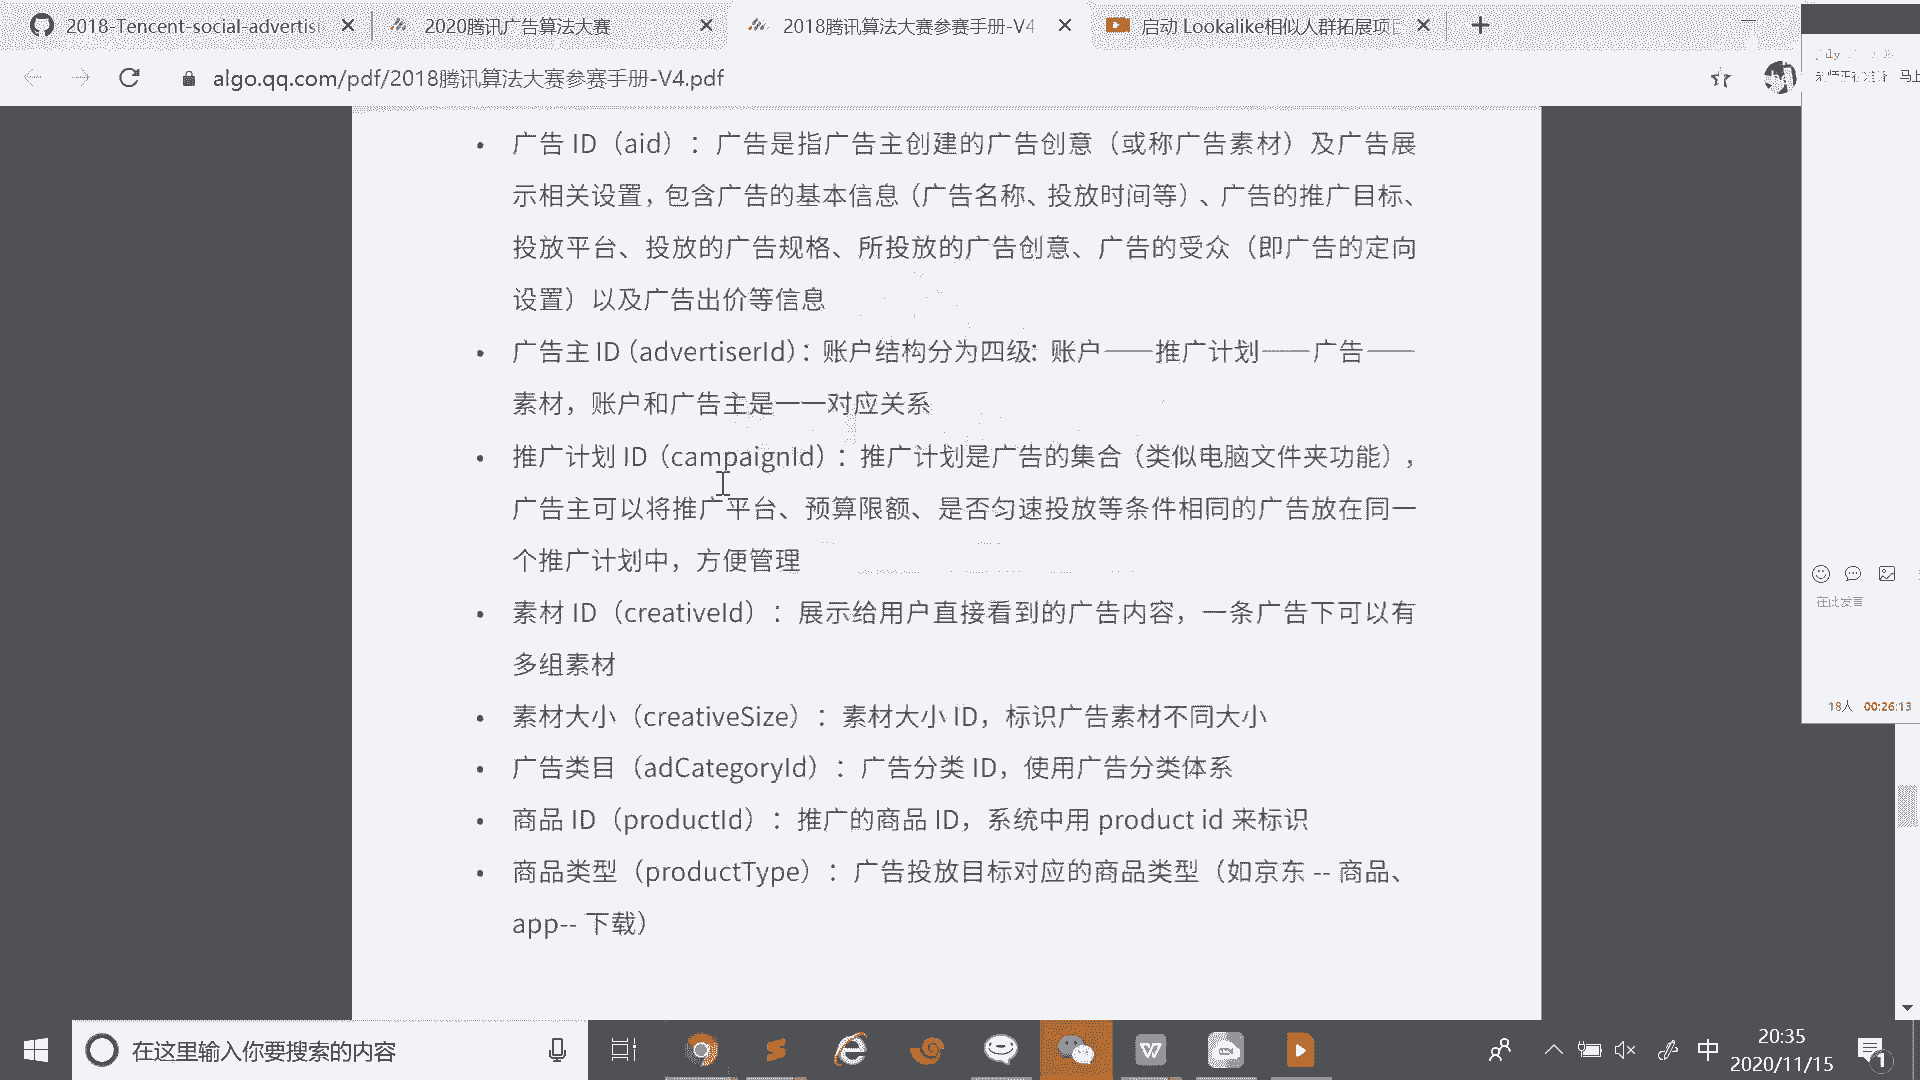 2018-Tencent-social-advertisi
2020腾讯广告算法大赛
2018腾讯算法大赛参赛手册-V4
启动 Lookalike相似人群拓展项目
algo.qq.com/pdf/2018腾讯算法大赛参赛手册-V4.pdf
• 广告 ID（aid）：广告是指广告主创建的广告创意（或称广告素材）及广告展
示相关设置，包含广告的基本信息（广告名称、投放时间等）、广告的推广目标、
投放平台、投放的广告规格、所投放的广告创意、广告的受众（即广告的定向
设置）以及广告出价等信息
• 广告主 ID（advertiserId）：账户结构分为四级：账户——推广计划——广告——
素材，账户和广告主是一一对应关系
• 推广计划 ID（campaignId）：推广计划是广告的集合（类似电脑文件夹功能），
广告主可以将推广平台、预算限额、是否匀速投放等条件相同的广告放在同一
个推广计划中，方便管理
• 素材 ID（creativeId）：展示给用户直接看到的广告内容，一条广告下可以有
多组素材
• 素材大小（creativeSize）：素材大小 ID，标识广告素材不同大小
• 广告类目（adCategoryId）：广告分类 ID，使用广告分类体系
• 商品 ID（productId）：推广的商品 ID，系统中用 product id 来标识
• 商品类型（productType）：广告投放目标对应的商品类型（如京东 -- 商品、
app-- 下载）
在此发言
18人 00:26:13
在这里输入你要搜索的内容
中
20:35
2020/11/15
1